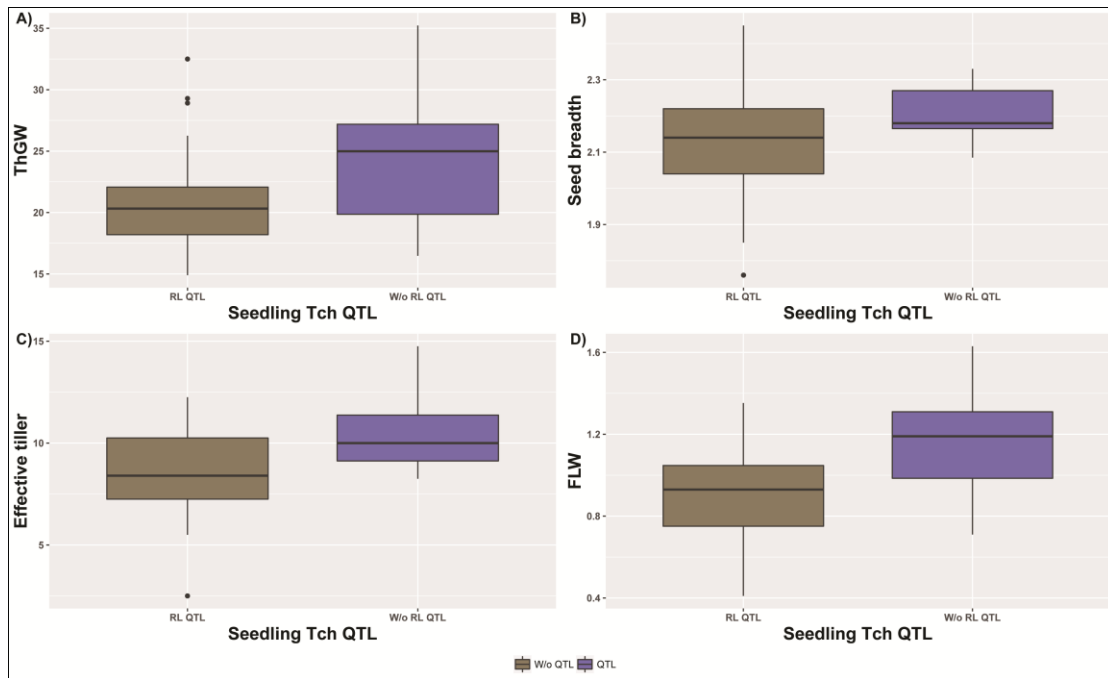 A)
ThGW
35
30
25
20
15
RL QTL
W/o RL QTL
Seedling Tch QTL
B)
Seed breadth
2.3
2.1
1.9
RL QTL
W/o RL QTL
Seedling Tch QTL
C)
Effective tiller
15
10
5
RL QTL
W/o RL QTL
Seedling Tch QTL
D)
FLW
1.6
1.2
0.8
0.4
RL QTL
W/o RL QTL
Seedling Tch QTL
W/o QTL
QTL